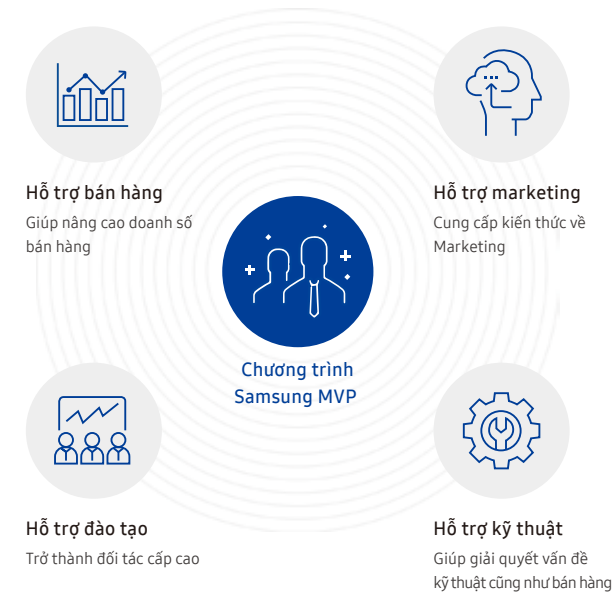 Hỗ trợ bán hàng
Giúp nâng cao doanh số
bán hàng
Hỗ trợ marketing
Cung cấp kiến thức về
Marketing
Chương trình
Samsung MVP
Hỗ trợ đào tạo
Trở thành đối tác cấp cao
Hỗ trợ kỹ thuật
Giúp giải quyết vấn đề
kỹ thuật cũng như bán hàng